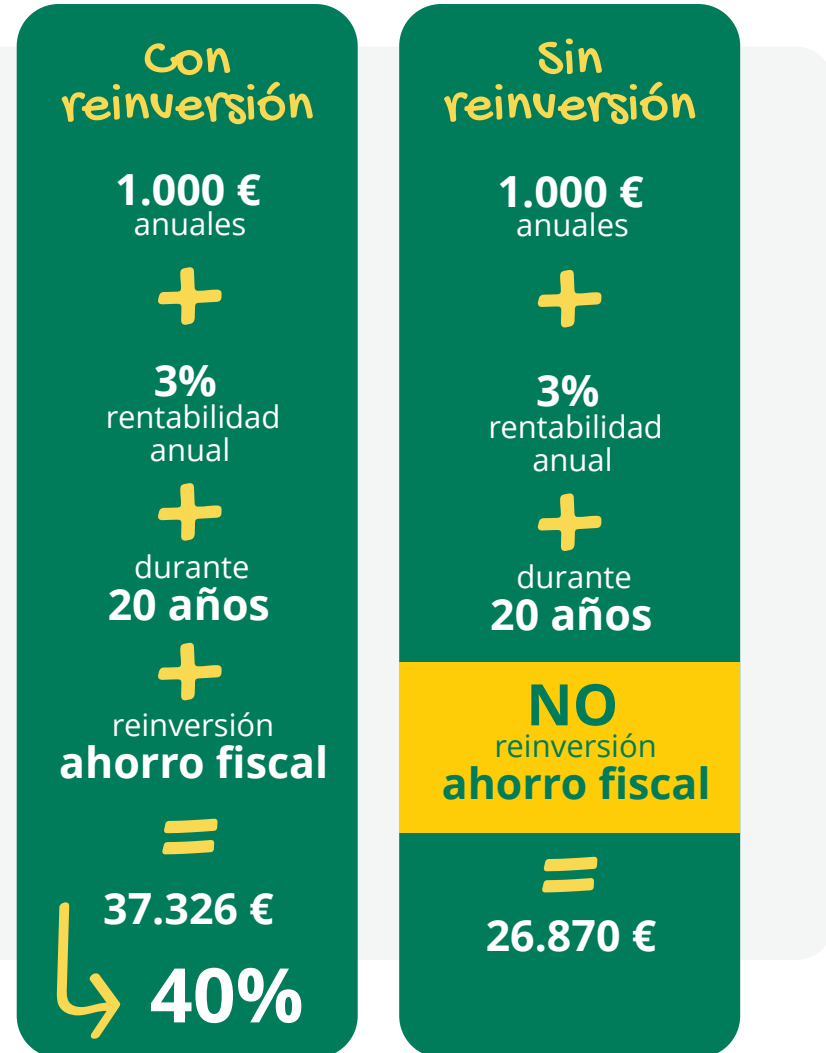 Con
reinversión
1.000 €
anuales
+
3%
rentabilidad
anual
+
durante
20 años
+
reinversión
ahorro fiscal
=
37.326 €
40%
Sin
reinversión
1.000 €
anuales
+
3%
rentabilidad
anual
+
durante
20 años
NO
reinversión
ahorro fiscal
=
26.870 €